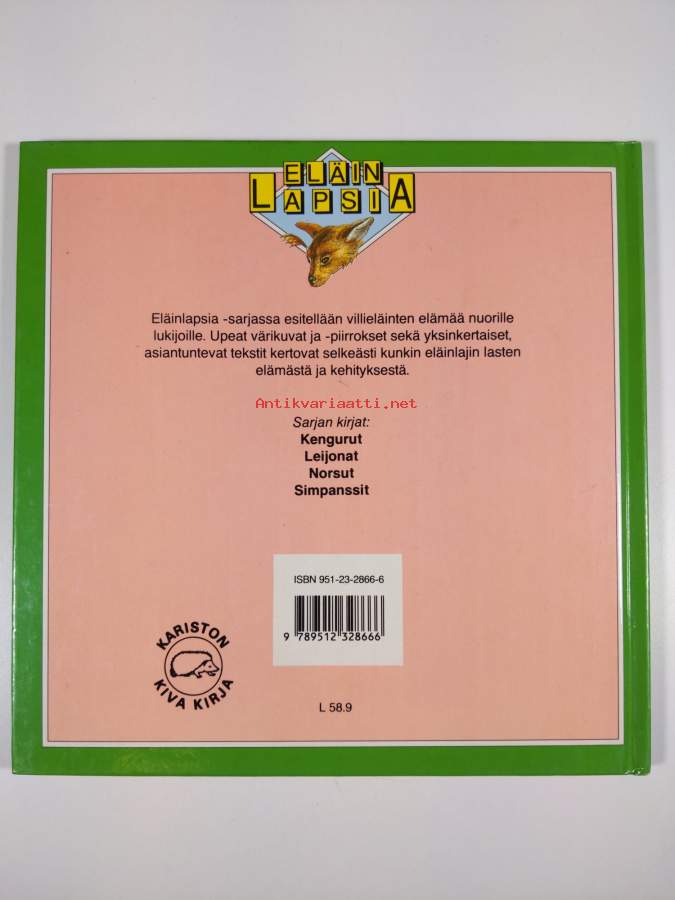 ELÄIN
LAPSIA
Eläinlapsia -sarjassa esitellään villieläinten elämää nuorille
lukijoille. Upeat värikuvat ja -piirrokset sekä yksinkertaiset,
asiantuntevat tekstit kertovat selkeästi kunkin eläinlajin lasten
elämästä ja kehityksestä.
Antikvariaatti.net
Sarjan kirjat:
Kengurut
Leijonat
Norsut
Simpanssit
ISBN 951-23-2866-6
9 789512 328666
KARISTON
KIVA KIRJA
L 58.9